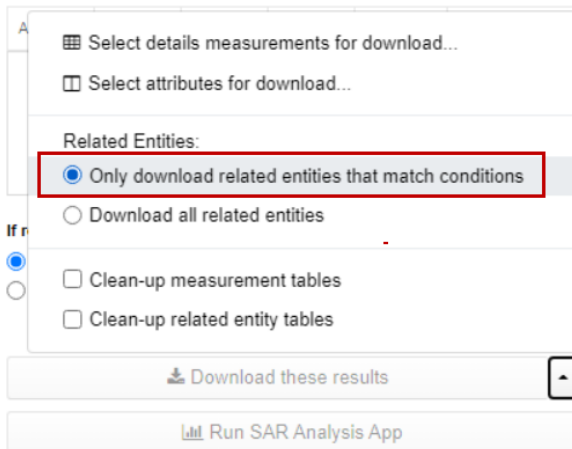 A
Select details measurements for download...
Select attributes for download...
Related Entities:
Only download related entities that match conditions
Download all related entities
If r
Clean-up measurement tables
Clean-up related entity tables
Download these results
Run SAR Analysis App